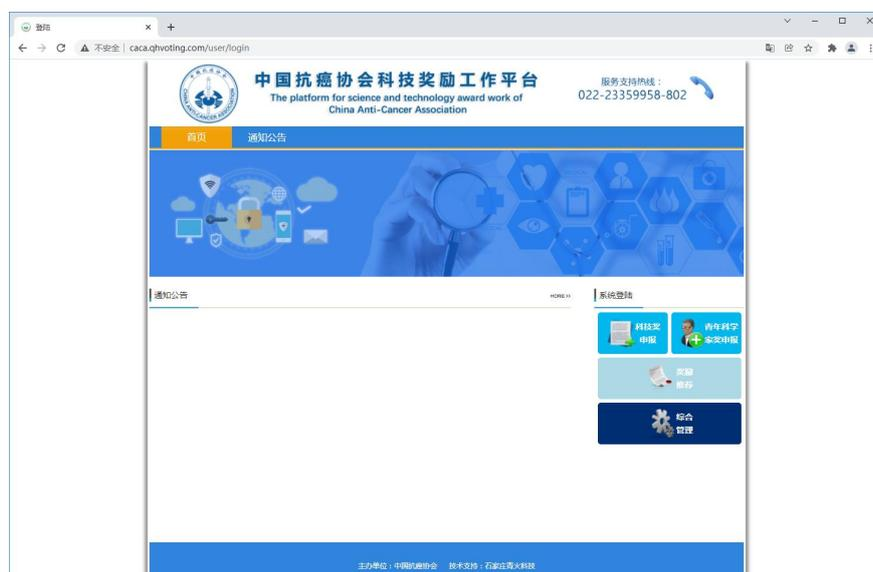 登陆
不安全 | caca.qhvoting.com/user/login
中国抗癌协会科技奖励工作平台
The platform for science and technology award work of
China Anti-Cancer Association
服务支持热线：
022-23359958-802
首页 通知公告
通知公告
HOME >>
系统登陆
科技奖
申报
青年科学
家奖申报
奖励
推荐
综合
管理
主办单位：中国抗癌协会 技术支持：石家庄青火科技